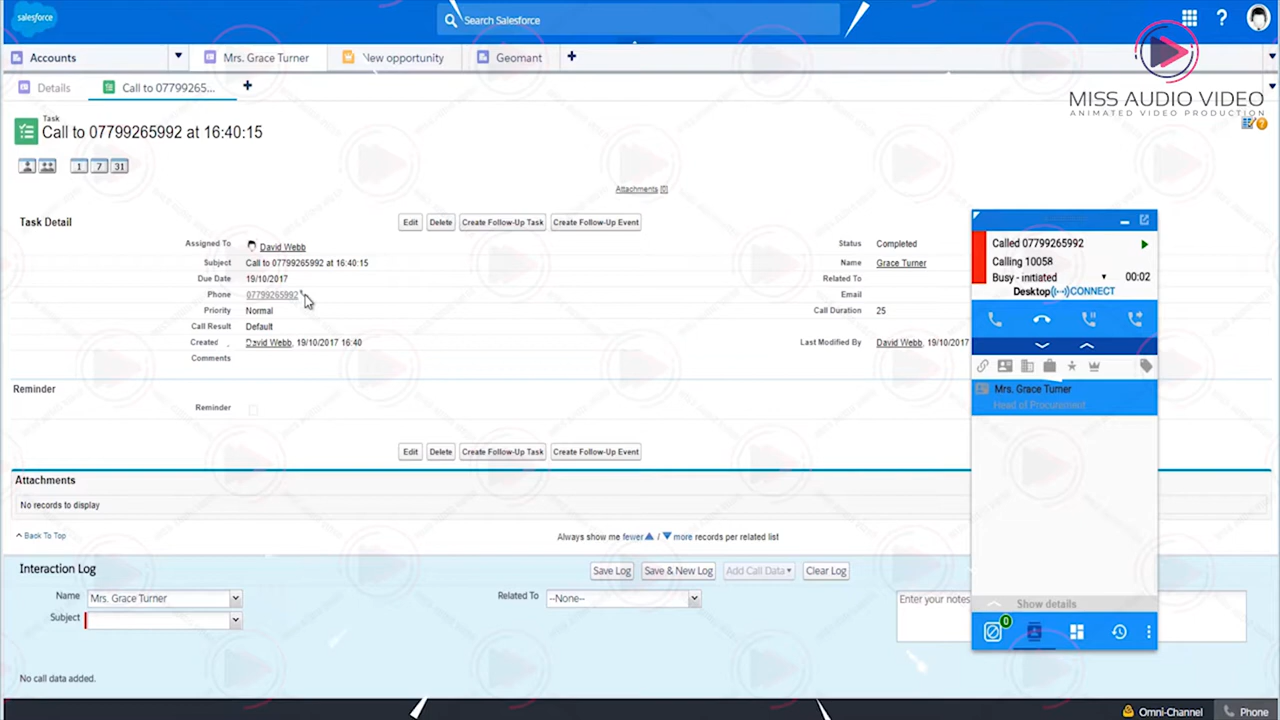 salesforce
Search Salesforce
Accounts
Mrs. Grace Turner
New opportunity
Geomant
MISS AUDIO VIDEO
ANIMATED VIDEO PRODUCTION
Details
Call to 07799265...
Task
Call to 07799265992 at 16:40:15
1 7 31
Attachments [0]
Task Detail
Edit Delete Create Follow-Up Task Create Follow-Up Event
Assigned To David Webb
Status Completed
Subject Call to 07799265992 at 16:40:15
Name Grace Turner
Due Date 19/10/2017
Related To
Phone 07799265992
Email
Priority Normal
Call Duration 25
Call Result Default
Created David Webb, 19/10/2017 16:40
Last Modified By David Webb, 19/10/2017
Comments
Reminder
Reminder
Edit Delete Create Follow-Up Task Create Follow-Up Event
Attachments
No records to display
Back To Top
Always show me fewer / more records per related list
Interaction Log
Save Log Save & New Log Add Call Data Clear Log
Name Mrs. Grace Turner
Related To --None--
Enter your notes
Subject
No call data added.
Called 07799265992
Calling 10058
Busy - initiated 00:02
Desktop CONNECT
Mrs. Grace Turner
Head of Procurement
Show details
0
Omni-Channel
Phone